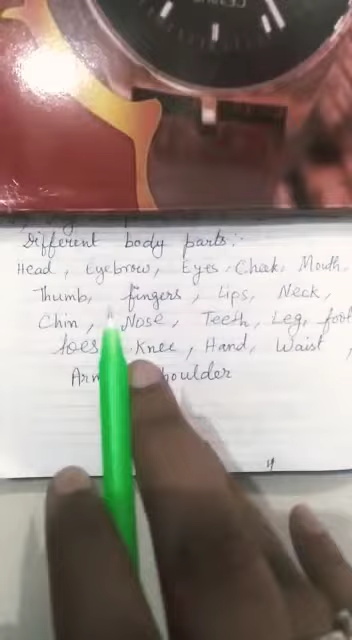 Different body parts:-
Head, Eyebrow, Eyes, Cheek, Mouth,
Thumb, fingers, Lips, Neck,
Chin, Nose, Teeth, Leg, foot
toes Knee, Hand, Waist,